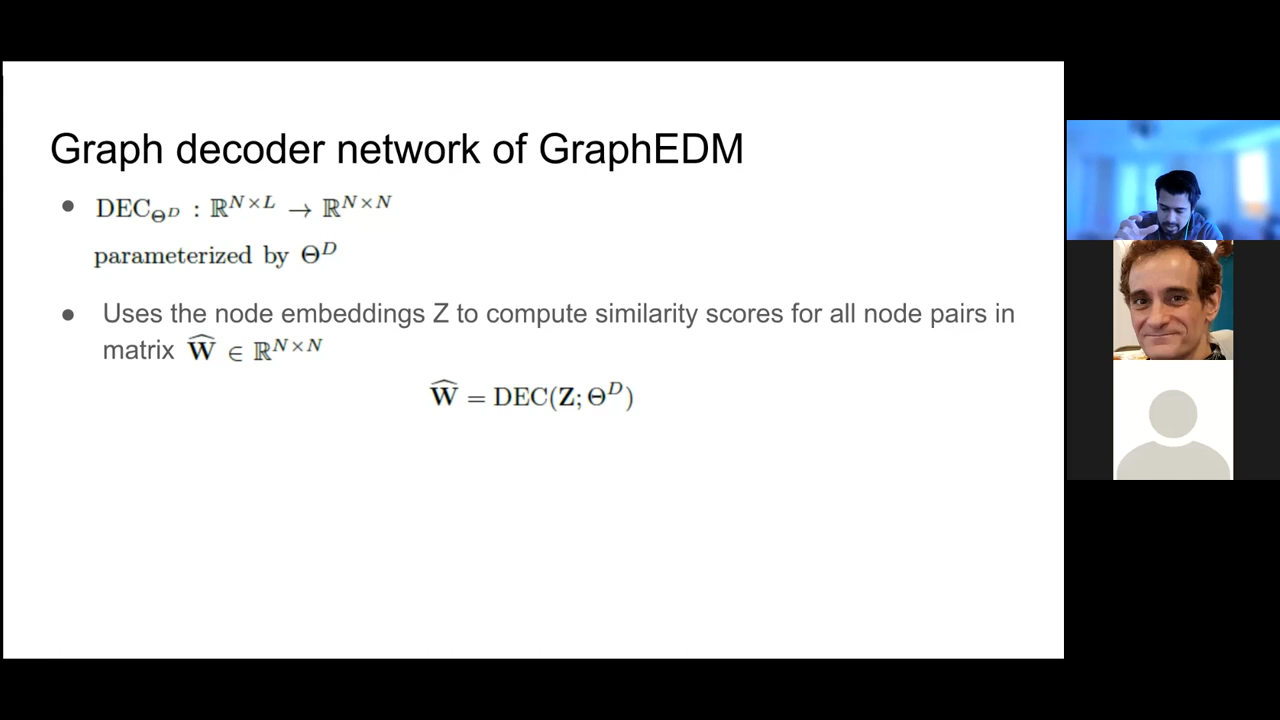 Graph decoder network of GraphEDM
● DEC_{Θ^D} : ℝ^{N×L} → ℝ^{N×N}
parameterized by Θ^D
● Uses the node embeddings Z to compute similarity scores for all node pairs in
matrix Ŵ ∈ ℝ^{N×N}
Ŵ = DEC(Z; Θ^D)